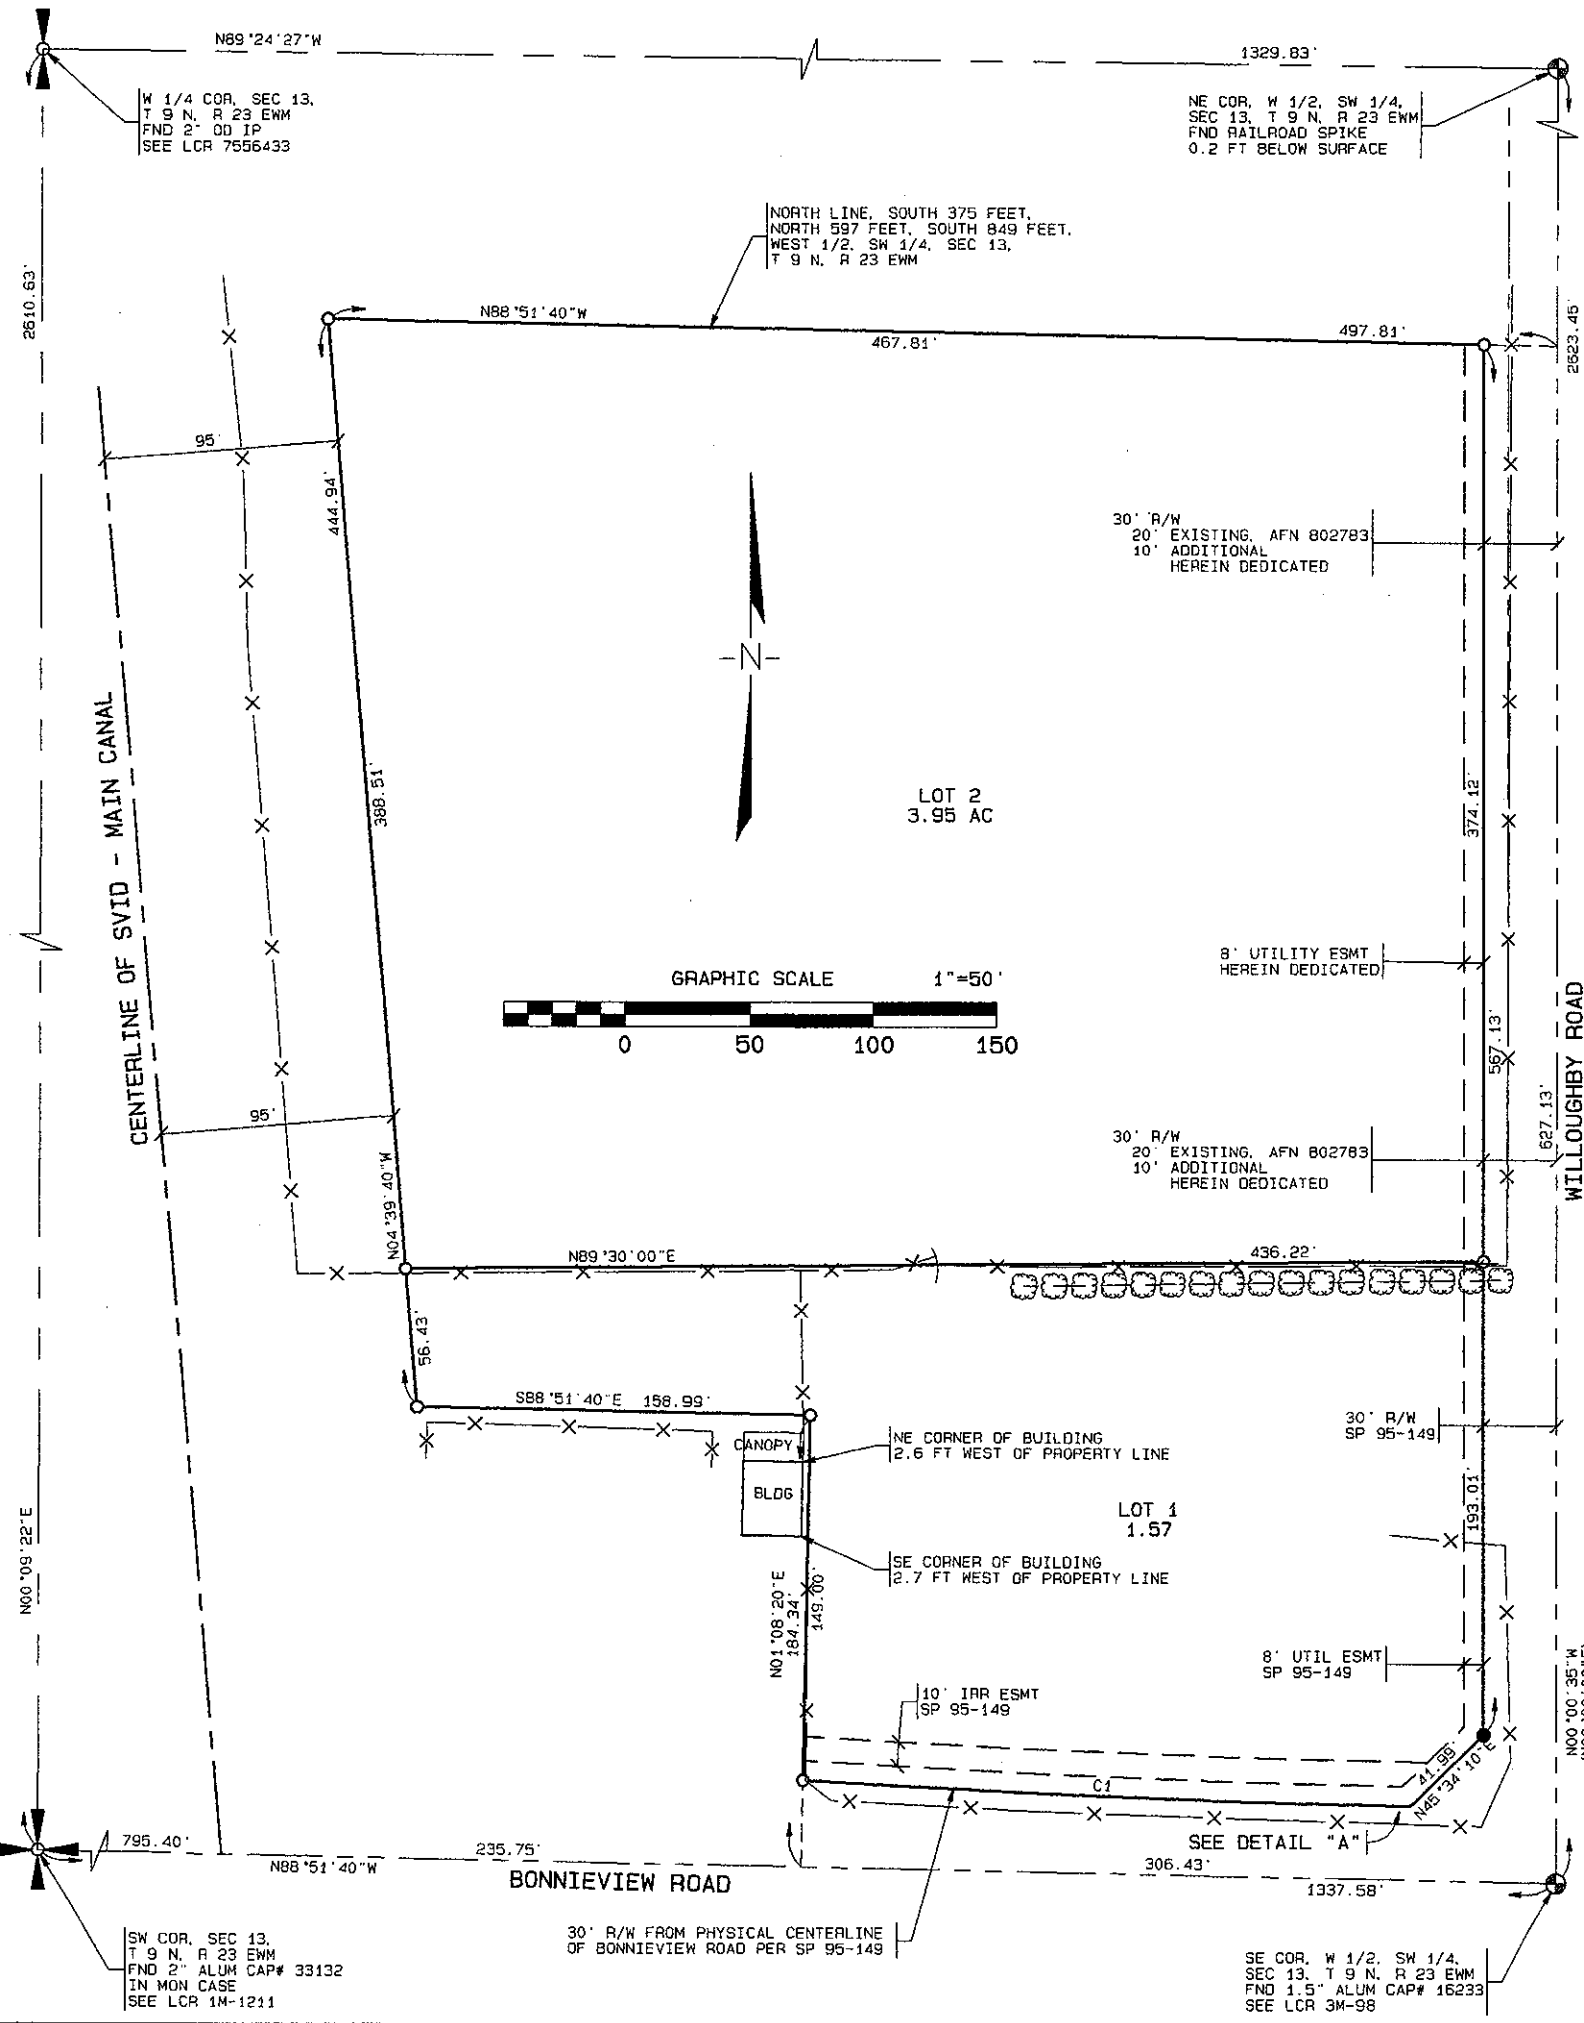 N89°24'27"W
1329.83'
W 1/4 COR, SEC 13,
T 9 N, R 23 EWM
FND 2" OD IP
SEE LCR 7556433
NE COR, W 1/2, SW 1/4,
SEC 13, T 9 N, R 23 EWM
FND RAILROAD SPIKE
0.2 FT BELOW SURFACE
NORTH LINE, SOUTH 375 FEET,
NORTH 597 FEET, SOUTH 849 FEET,
WEST 1/2, SW 1/4, SEC 13,
T 9 N, R 23 EWM
2610.63'
N88°51'40"W
467.81'
497.81'
2623.45'
95'
444.94'
30' R/W
20' EXISTING, AFN 802783
10' ADDITIONAL
HEREIN DEDICATED
-N-
CENTERLINE OF SVID - MAIN CANAL
388.51'
LOT 2
3.95 AC
374.12'
8' UTILITY ESMT
HEREIN DEDICATED
GRAPHIC SCALE 1"=50'
0 50 100 150
567.13'
627.13'
WILLOUGHBY ROAD
95'
30' R/W
20' EXISTING, AFN 802783
10' ADDITIONAL
HEREIN DEDICATED
N04°39'40"W
N89°30'00"E
436.22'
56.43'
S88°51'40"E 158.99'
30' R/W
SP 95-149
CANOPY
NE CORNER OF BUILDING
2.6 FT WEST OF PROPERTY LINE
BLDG
LOT 1
1.57
193.01'
SE CORNER OF BUILDING
2.7 FT WEST OF PROPERTY LINE
N00°09'22"E
N01°08'20"E
184.34'
149.00'
8' UTIL ESMT
SP 95-149
10' IRR ESMT
SP 95-149
N00°00'35"W
C1
41.99'
N45°34'10"E
SEE DETAIL "A"
795.40'
N88°51'40"W
235.75'
BONNIEVIEW ROAD
306.43'
1337.58'
30' R/W FROM PHYSICAL CENTERLINE
OF BONNIEVIEW ROAD PER SP 95-149
SW COR, SEC 13,
T 9 N, R 23 EWM
FND 2" ALUM CAP# 33132
IN MON CASE
SEE LCR 1M-1211
SE COR, W 1/2, SW 1/4,
SEC 13, T 9 N, R 23 EWM
FND 1.5" ALUM CAP# 16233
SEE LCR 3M-98